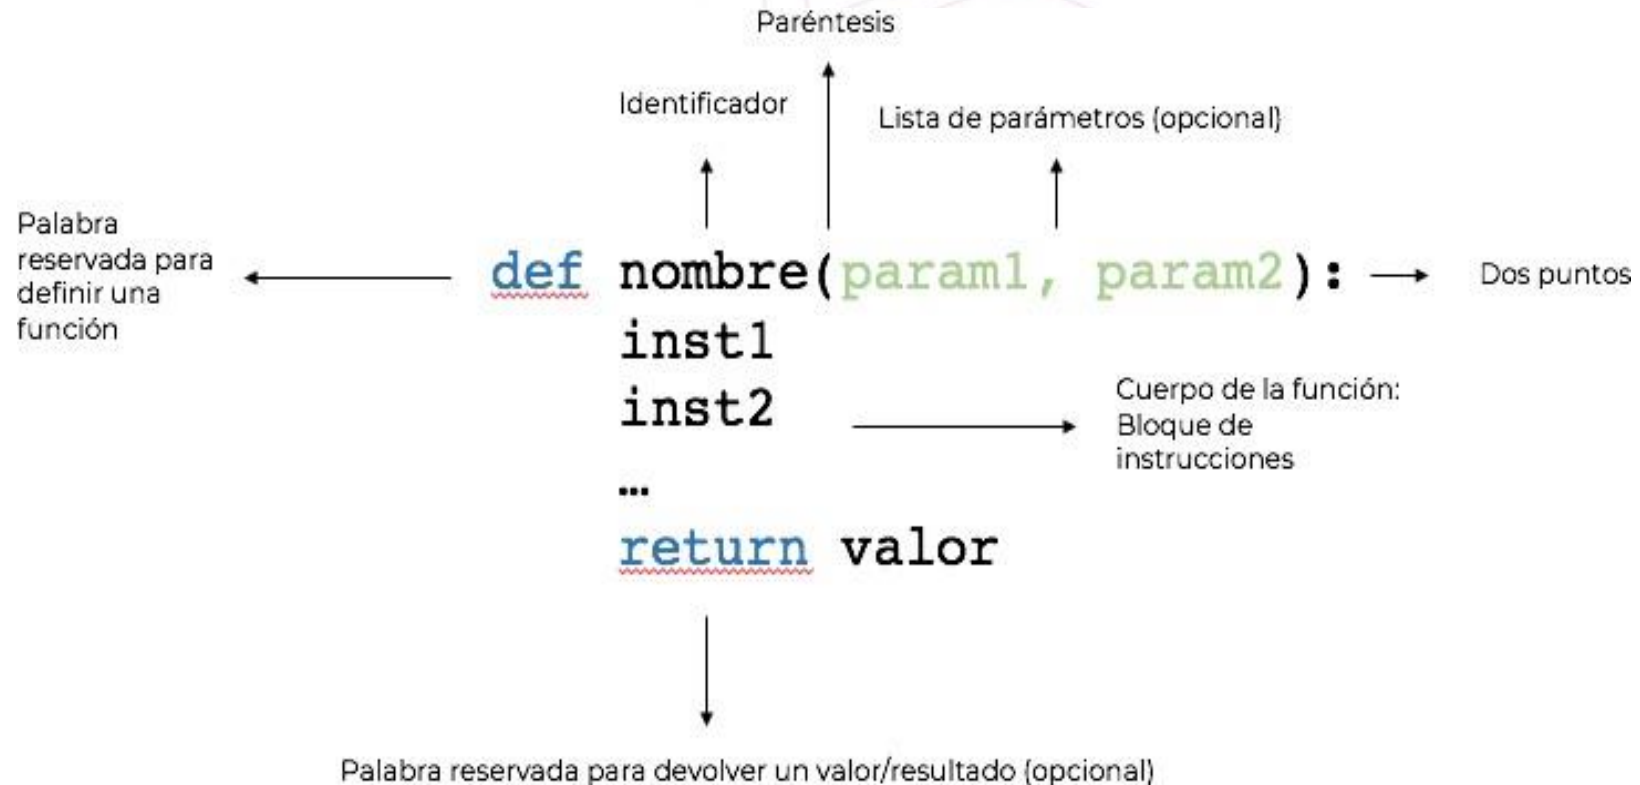 Paréntesis
Identificador
Lista de parámetros (opcional)
Palabra
reservada para
definir una
función
def nombre(param1, param2):
Dos puntos
inst1
inst2
Cuerpo de la función:
Bloque de
instrucciones
...
return valor
Palabra reservada para devolver un valor/resultado (opcional)